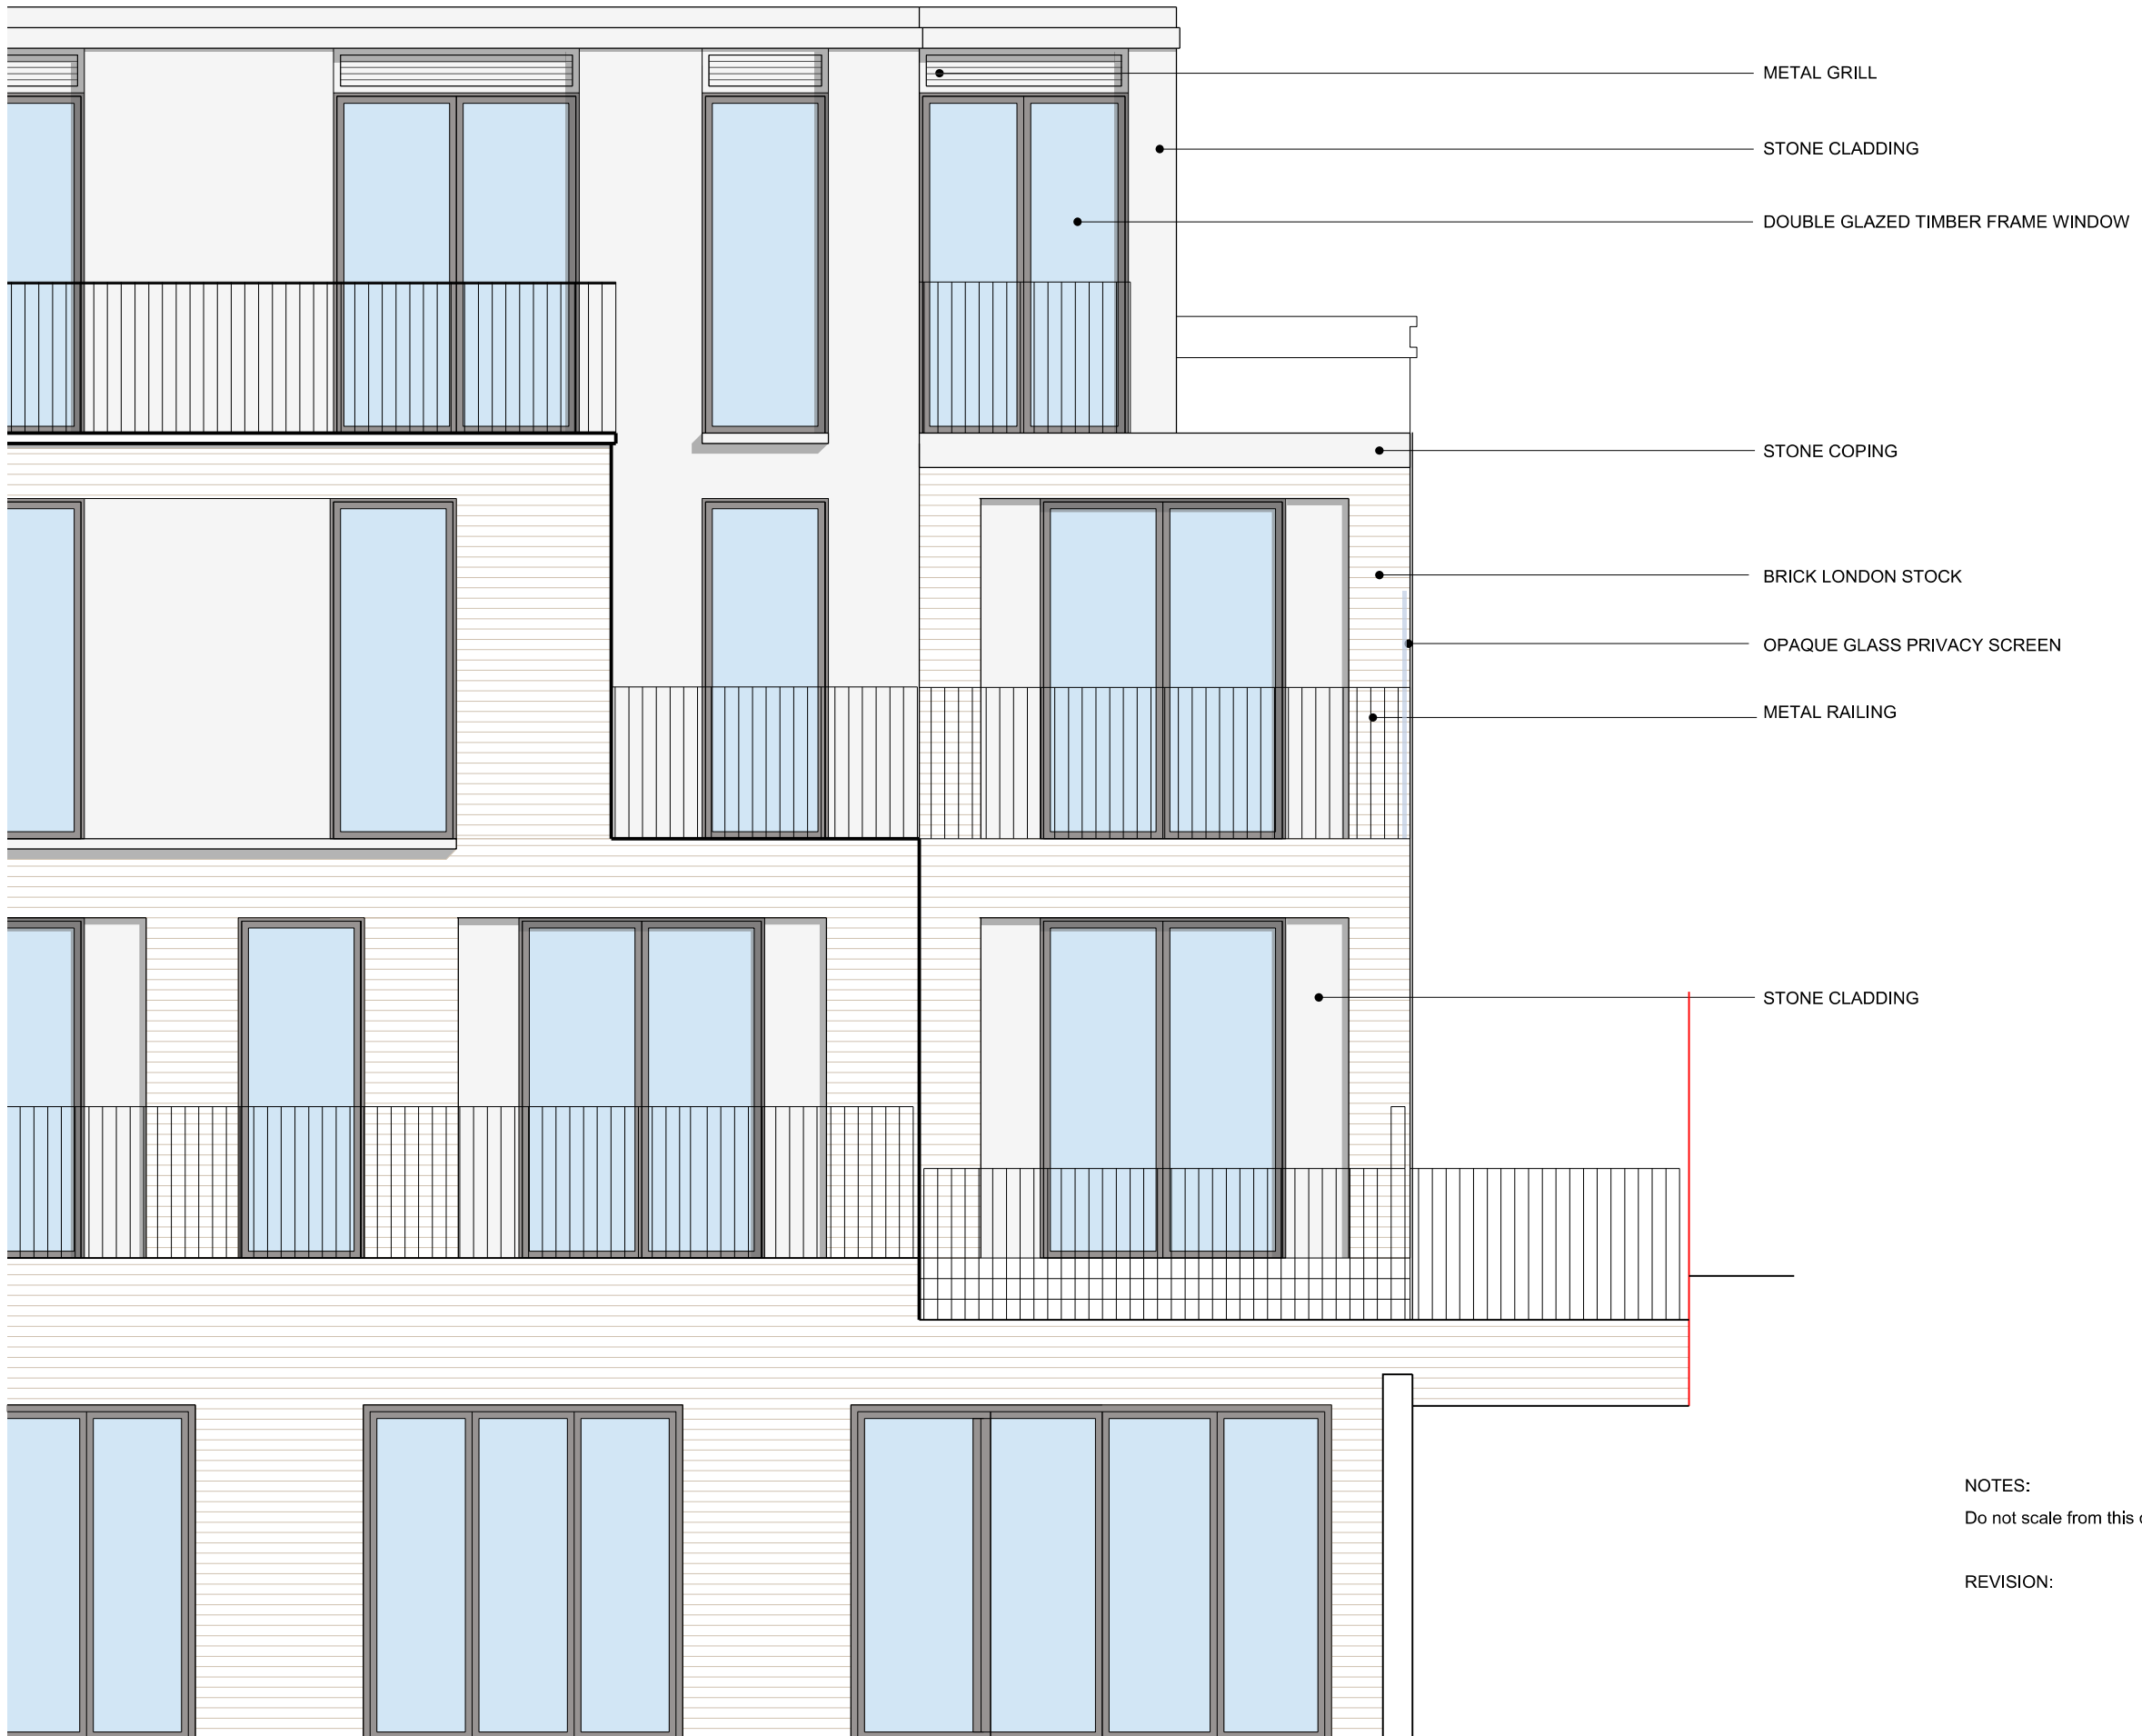 METAL GRILL
STONE CLADDING
DOUBLE GLAZED TIMBER FRAME WINDOW
STONE COPING
BRICK LONDON STOCK
OPAQUE GLASS PRIVACY SCREEN
METAL RAILING
STONE CLADDING
NOTES:
Do not scale from this
REVISION: